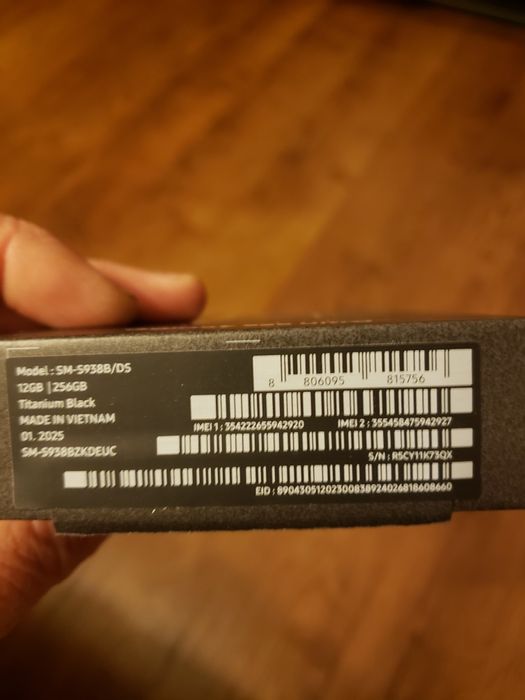 Model : SM-S938B/DS
12GB | 256GB
Titanium Black
MADE IN VIETNAM
01. 2025
SM-S938BZKDEUC
8 806095 815756
IMEI 1 : 354222655942920 IMEI 2 : 355458475942927
S/N : R5CY11K73QX
EID : 89043051202300838924026818608660